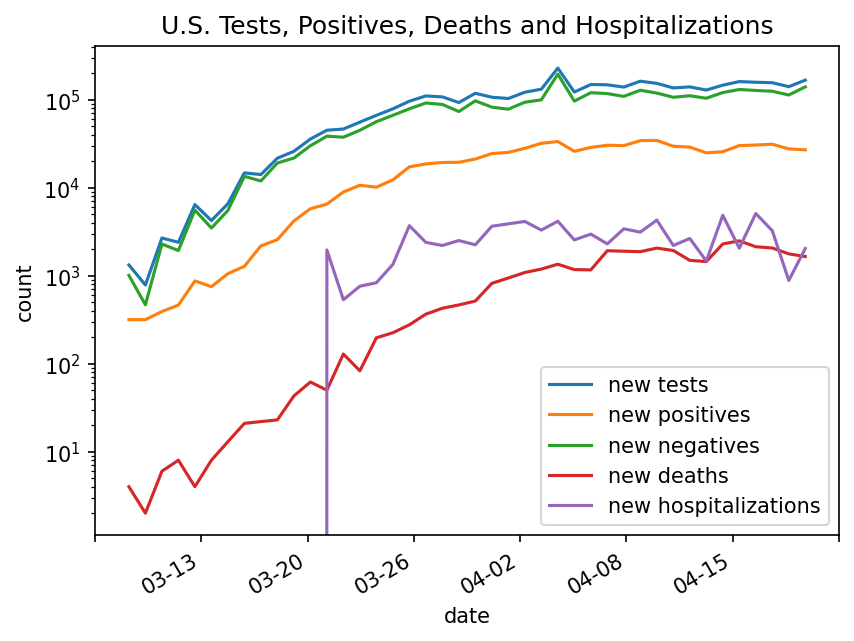 U.S. Tests, Positives, Deaths and Hospitalizations
count
10^5
10^4
10^3
10^2
10^1
new tests
new positives
new negatives
new deaths
new hospitalizations
03-13
03-20
03-26
04-02
04-08
04-15
date